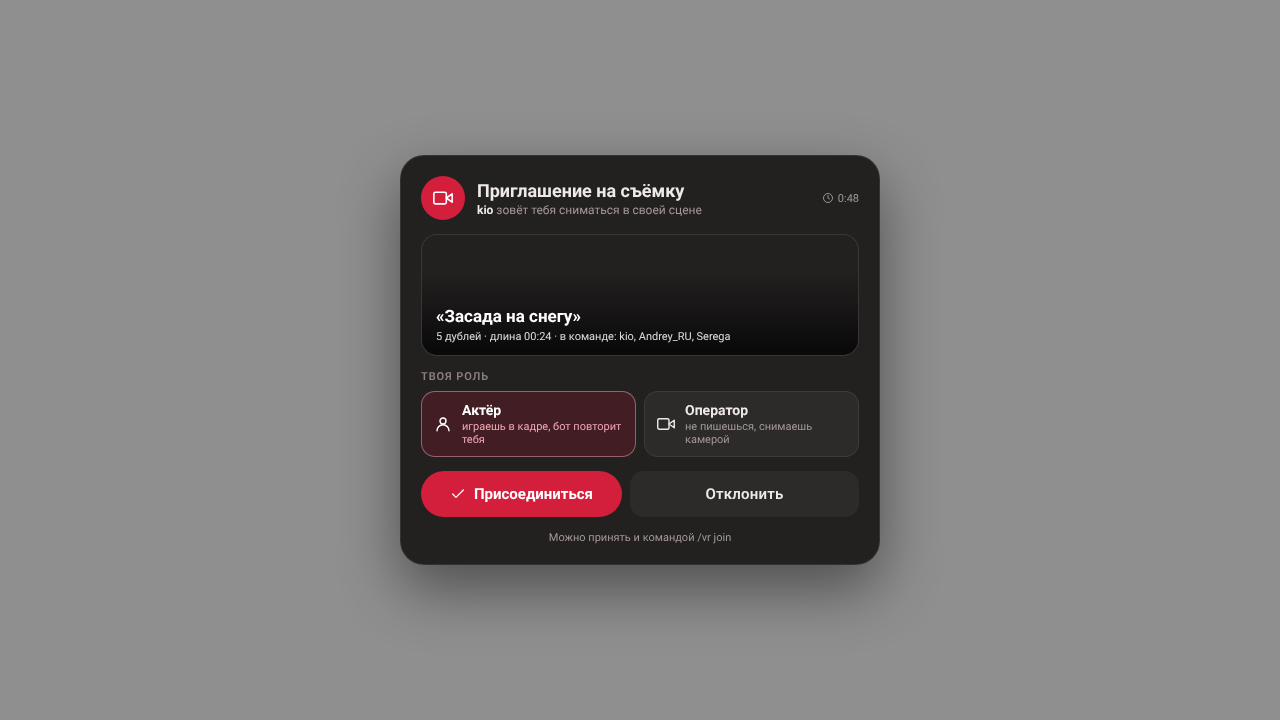 Приглашение на съёмку
kio зовёт тебя сниматься в своей сцене
0:48
«Засада на снегу»
5 дублей · длина 00:24 · в команде: kio, Andrey_RU, Serega
ТВОЯ РОЛЬ
Актёр
играешь в кадре, бот повторит
тебя
Оператор
не пишешься, снимаешь
камерой
Присоединиться
Отклонить
Можно принять и командой /vr join